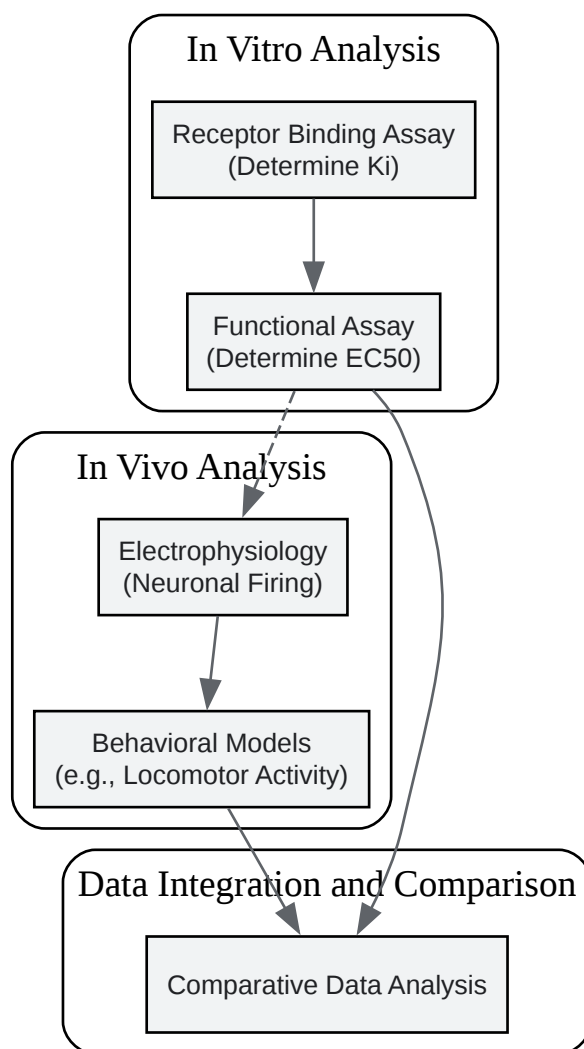 In Vitro Analysis
Receptor Binding Assay
(Determine Ki)
Functional Assay
(Determine EC50)
In Vivo Analysis
Electrophysiology
(Neuronal Firing)
Behavioral Models
(e.g., Locomotor Activity)
Data Integration and Comparison
Comparative Data Analysis